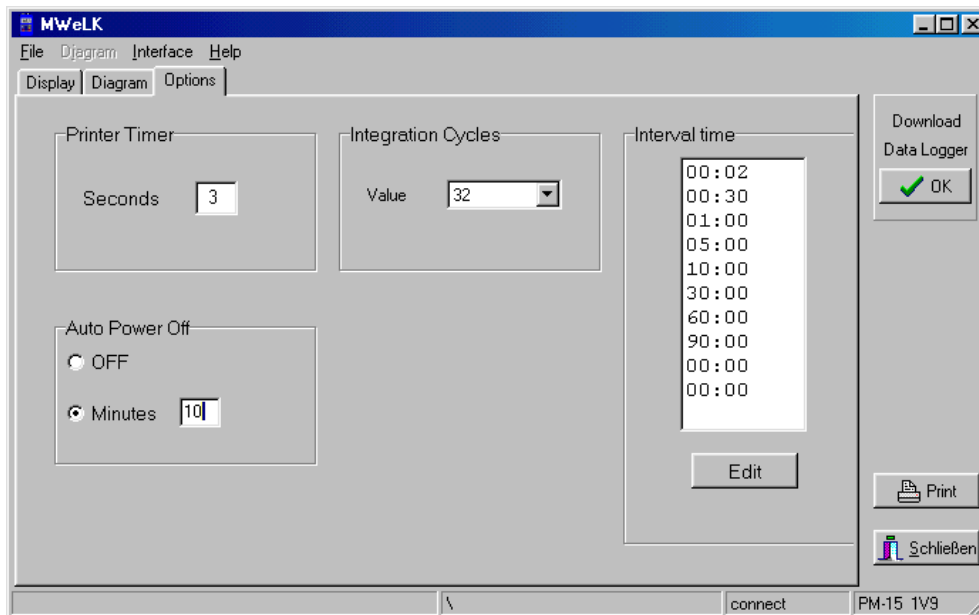 MWeLK
File Diagram Interface Help
Display Diagram Options
Printer Timer
Seconds 3
Integration Cycles
Value 32
Interval time
00:02
00:30
01:00
05:00
10:00
30:00
60:00
90:00
00:00
00:00
Edit
Auto Power Off
OFF
Minutes 10
Download
Data Logger
OK
Print
Schließen
\ connect PM-15 1V9